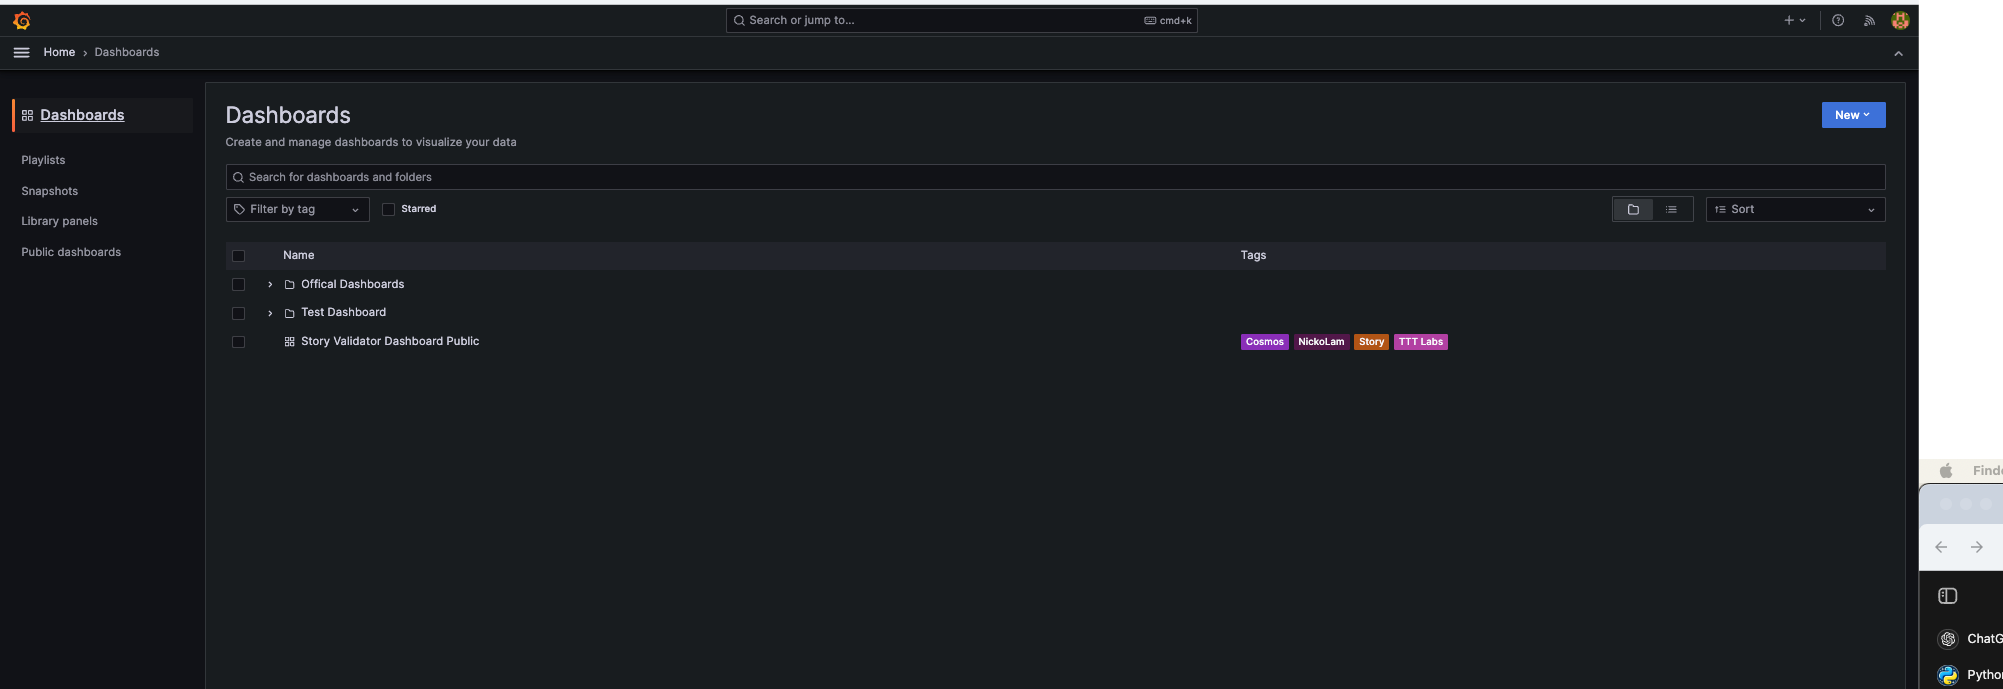 Search or jump to... cmd+k
Home › Dashboards
Dashboards
Playlists
Snapshots
Library panels
Public dashboards
Dashboards
New
Create and manage dashboards to visualize your data
Search for dashboards and folders
Filter by tag Starred Sort
Name Tags
Offical Dashboards
Test Dashboard
Story Validator Dashboard Public Cosmos NickoLam Story TTT Labs
Finde
ChatG
Pytho